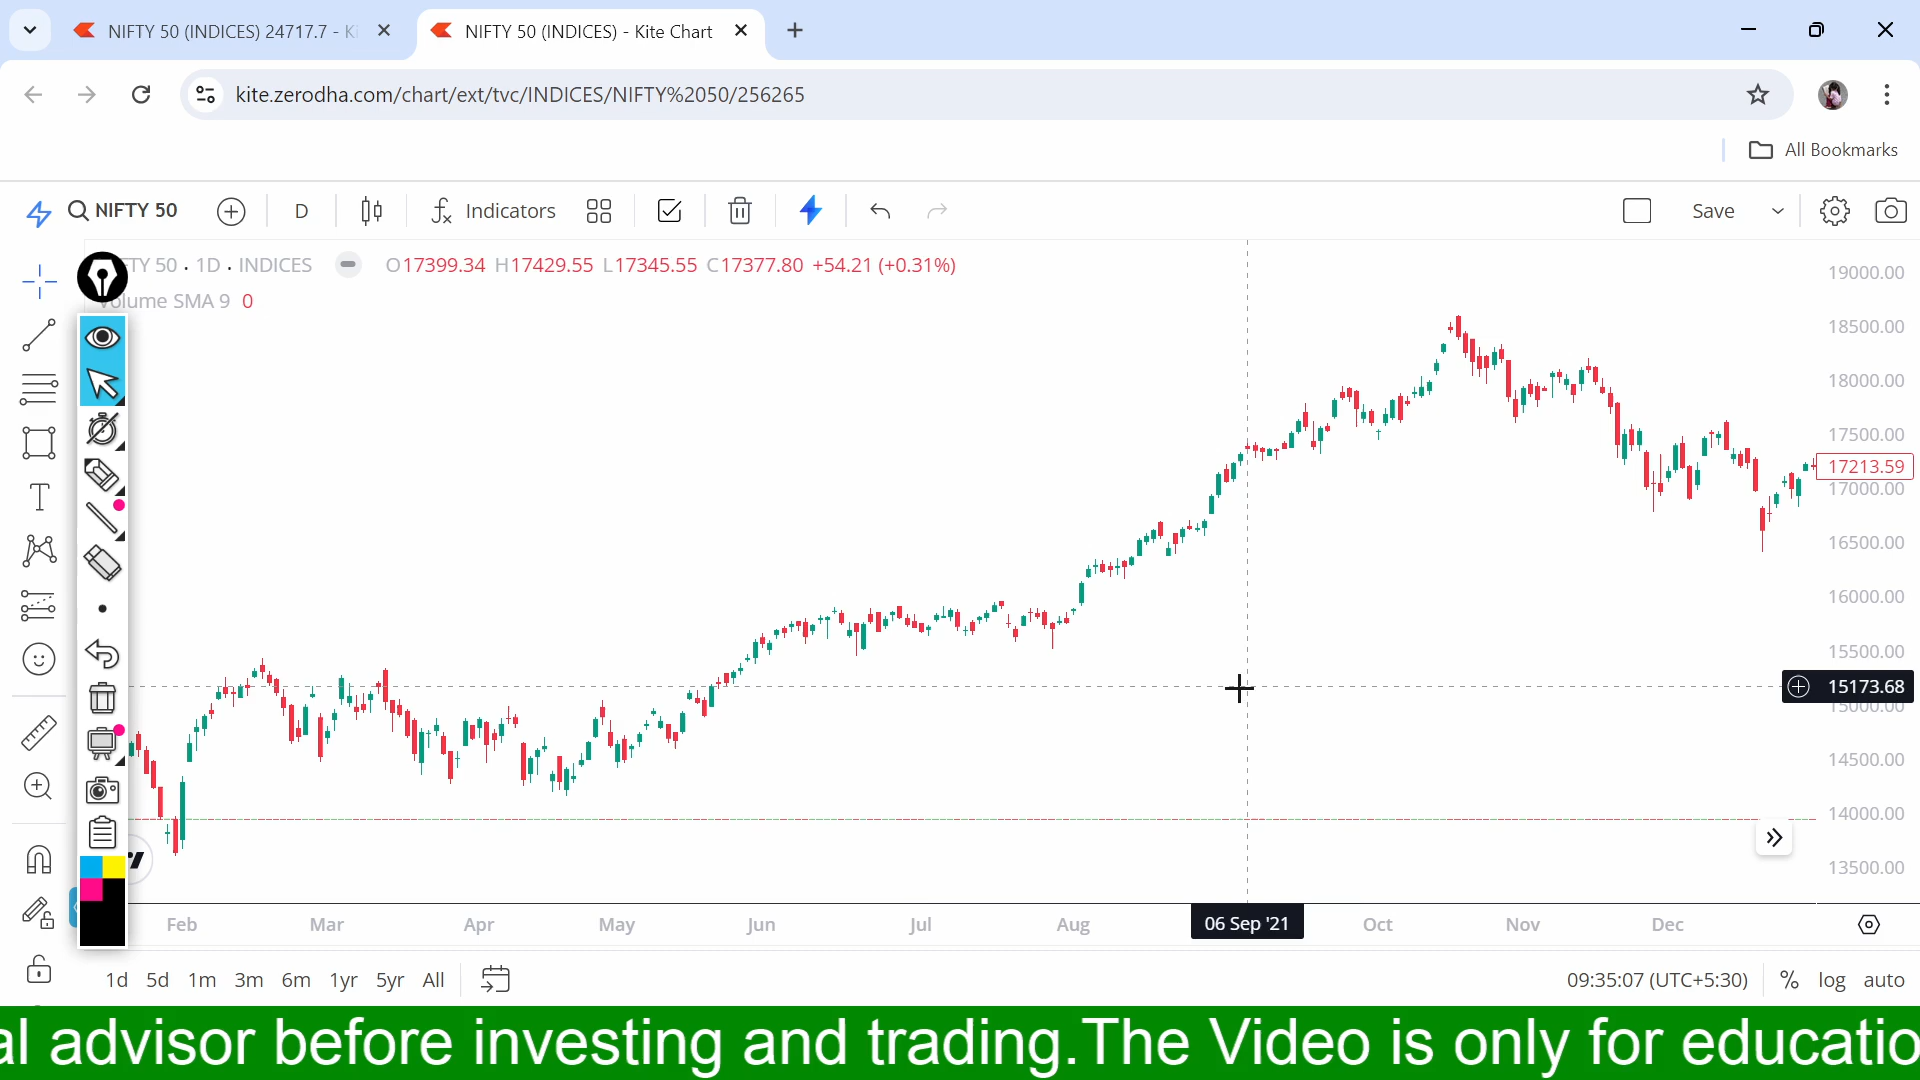 NIFTY 50 (INDICES) 24717.7 - Ki
NIFTY 50 (INDICES) - Kite Chart
kite.zerodha.com/chart/ext/tvc/INDICES/NIFTY%2050/256265
All Bookmarks
NIFTY 50
D
Indicators
Save
TY 50 . 1D . INDICES
O17399.34 H17429.55 L17345.55 C17377.80 +54.21 (+0.31%)
Volume SMA 9 0
19000.00
18500.00
18000.00
17500.00
17213.59
17000.00
16500.00
16000.00
15500.00
15173.68
15000.00
14500.00
14000.00
13500.00
Feb Mar Apr May Jun Jul Aug 06 Sep '21 Oct Nov Dec
1d 5d 1m 3m 6m 1yr 5yr All
09:35:07 (UTC+5:30) % log auto
al advisor before investing and trading.The Video is only for educatio